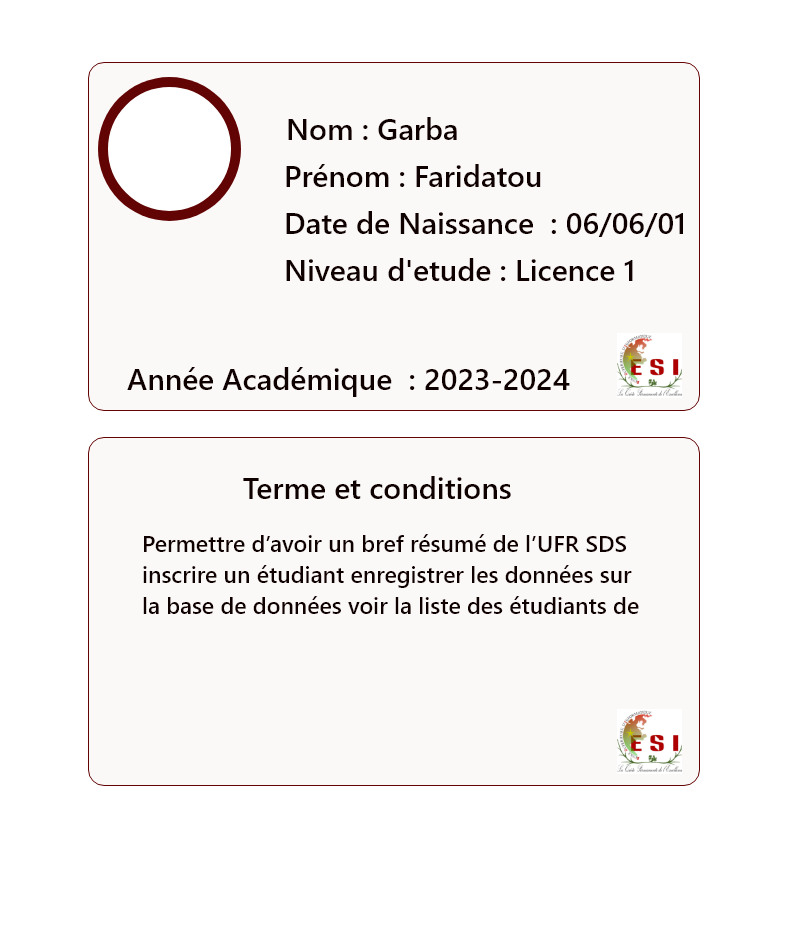 Nom : Garba
Prénom : Faridatou
Date de Naissance : 06/06/01
Niveau d'etude : Licence 1
ESI
Année Académique : 2023-2024
Terme et conditions
Permettre d’avoir un bref résumé de l’UFR SDS
inscrire un étudiant enregistrer les données sur
la base de données voir la liste des étudiants de
ESI